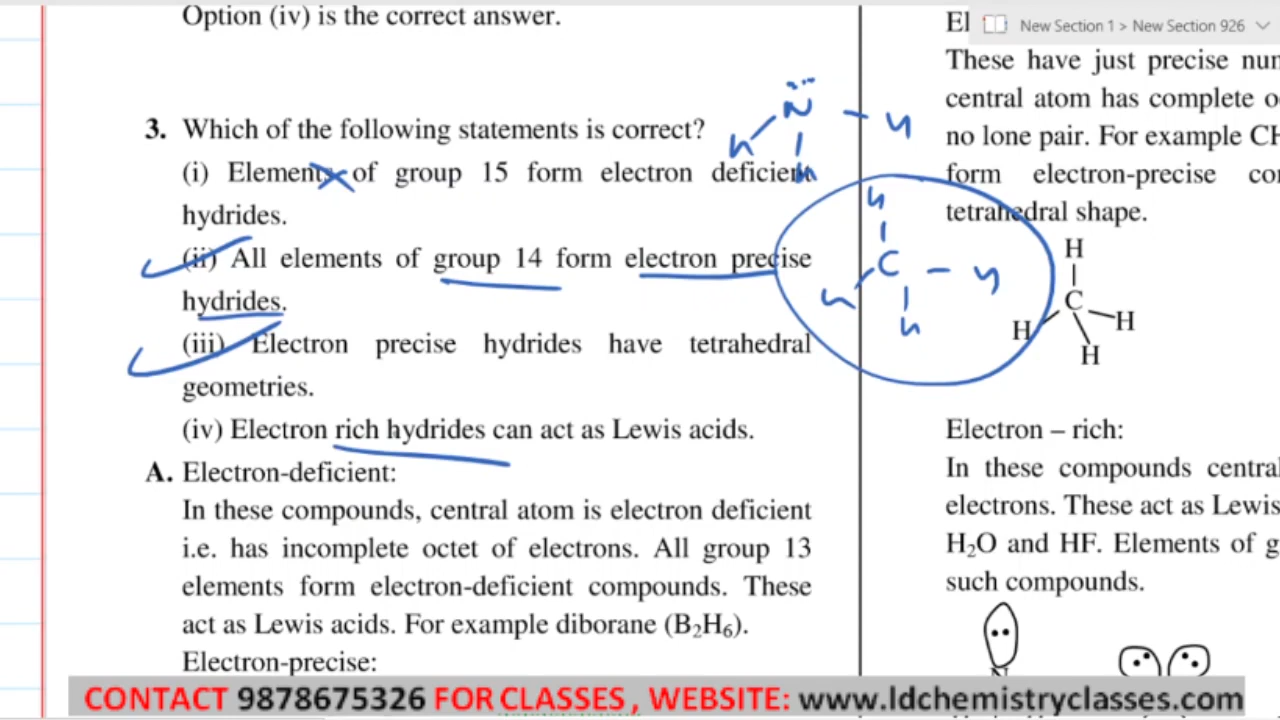 Option (iv) is the correct answer.
3. Which of the following statements is correct?
(i) Elements of group 15 form electron deficient
hydrides.
(ii) All elements of group 14 form electron precise
hydrides.
(iii) Electron precise hydrides have tetrahedral
geometries.
(iv) Electron rich hydrides can act as Lewis acids.
A. Electron-deficient:
In these compounds, central atom is electron deficient
i.e. has incomplete octet of electrons. All group 13
elements form electron-deficient compounds. These
act as Lewis acids. For example diborane (B₂H₆).
Electron-precise:
N
H
H
H
H
C
H
H
H
El
New Section 1 > New Section 926
These have just precise num
central atom has complete o
no lone pair. For example CH
form electron-precise con
tetrahedral shape.
H
C
H
H
H
Electron – rich:
In these compounds central
electrons. These act as Lewis
H₂O and HF. Elements of g
such compounds.
CONTACT 9878675326 FOR CLASSES , WEBSITE: www.ldchemistryclasses.com